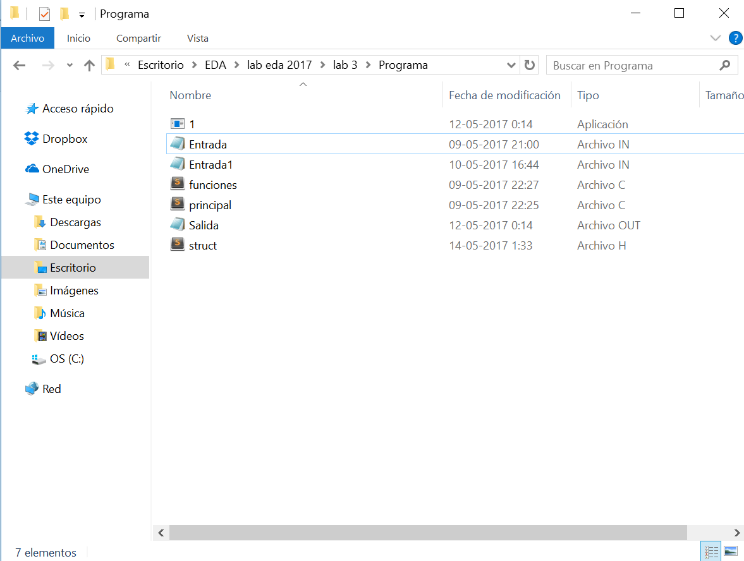 Programa
Archivo Inicio Compartir Vista
« Escritorio > EDA > lab eda 2017 > lab 3 > Programa Buscar en Programa
Nombre Fecha de modificación Tipo Tamaño
Acceso rápido
Dropbox
OneDrive
Este equipo
Descargas
Documentos
Escritorio
Imágenes
Música
Vídeos
OS (C:)
Red
1 12-05-2017 0:14 Aplicación
Entrada 09-05-2017 21:00 Archivo IN
Entrada1 10-05-2017 16:44 Archivo IN
funciones 09-05-2017 22:27 Archivo C
principal 09-05-2017 22:25 Archivo C
Salida 12-05-2017 0:14 Archivo OUT
struct 14-05-2017 1:33 Archivo H
7 elementos